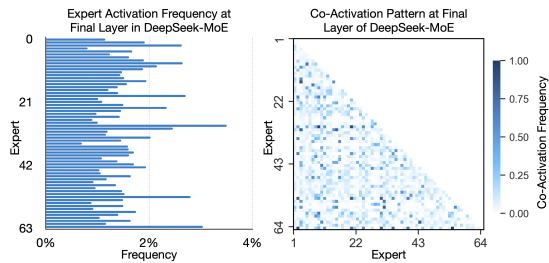 Expert Activation Frequency at
Final Layer in DeepSeek-MoE
0
21
42
63
Expert
0%
2%
4%
Frequency
Co-Activation Pattern at Final
Layer of DeepSeek-MoE
1
22
43
64
Expert
1
22
43
64
Expert
1.00
0.75
0.50
0.25
0.00
Co-Activation Frequency